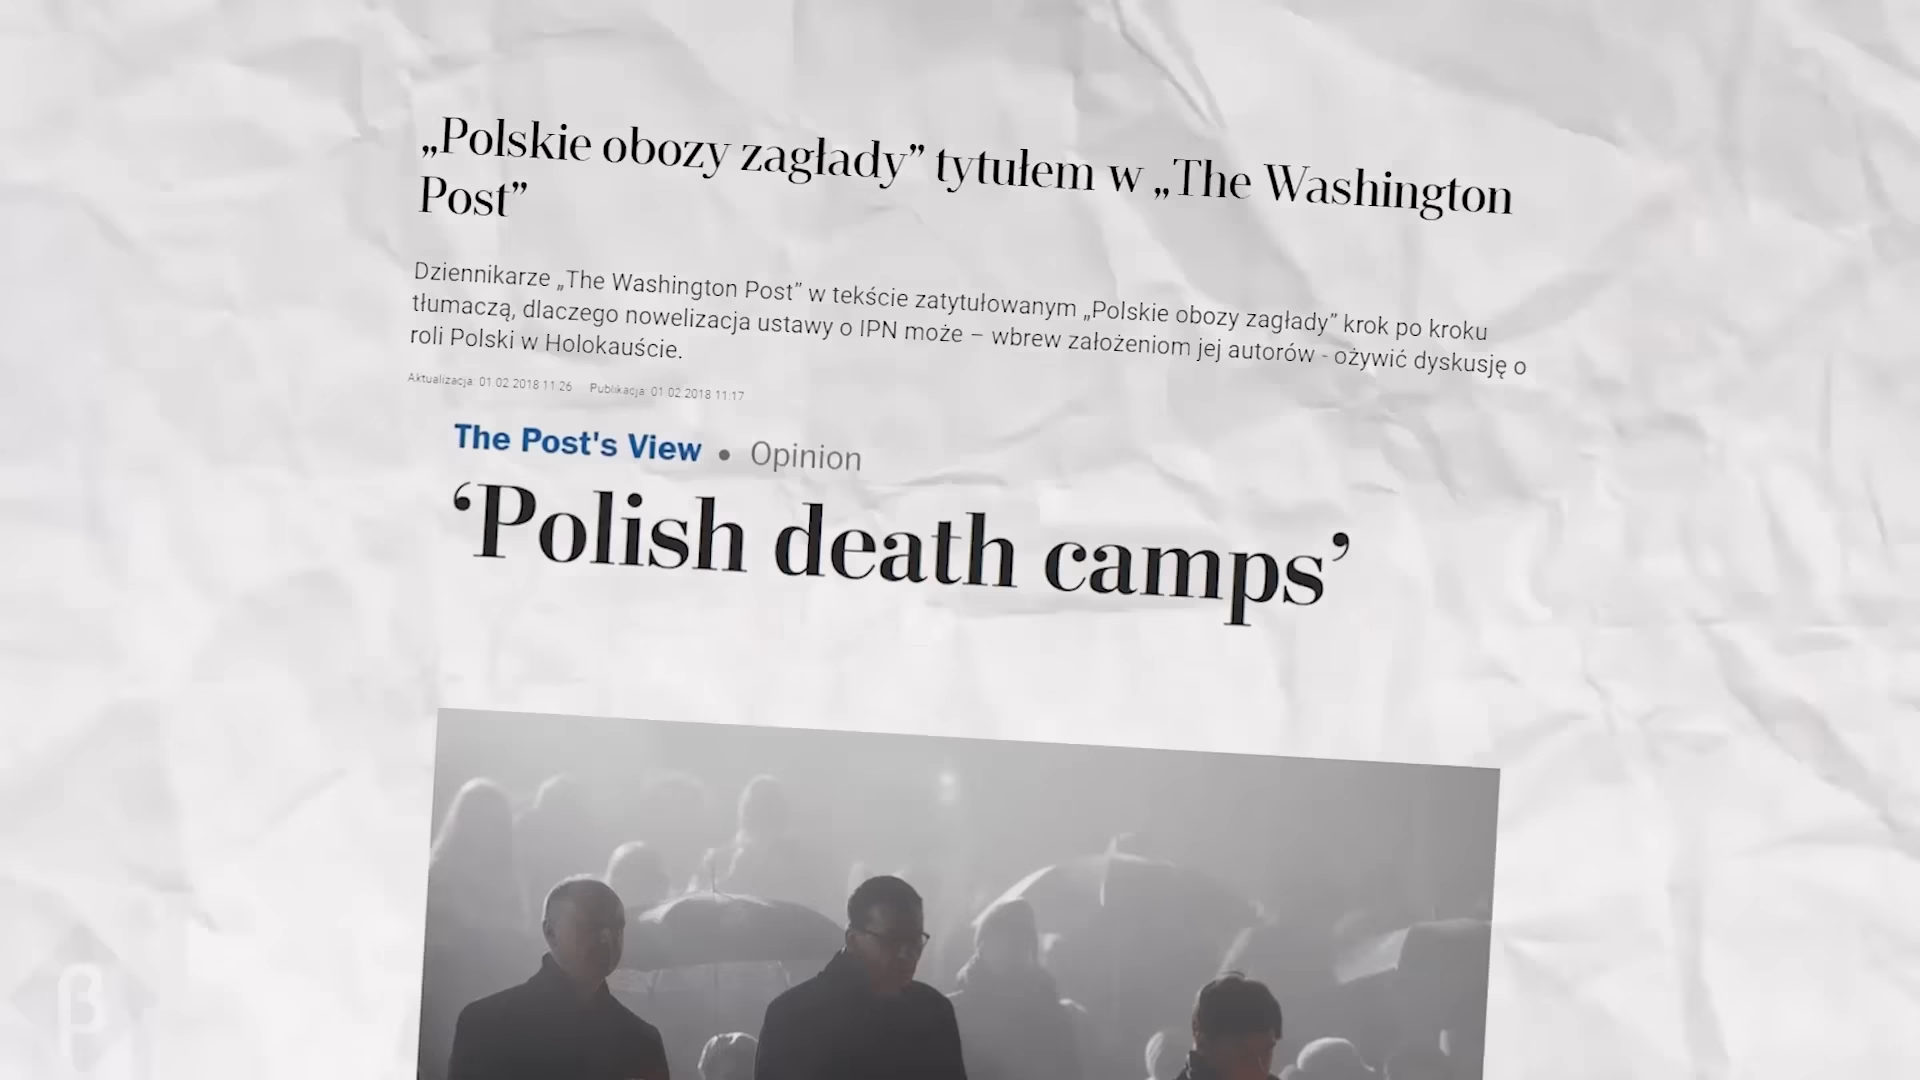 „Polskie obozy zagłady” tytułem w „The Washington
Post”
Dziennikarze „The Washington Post” w tekście zatytułowanym „Polskie obozy zagłady” krok po kroku
tłumaczą, dlaczego nowelizacja ustawy o IPN może – wbrew założeniom jej autorów - ożywić dyskusję o
roli Polski w Holokauście.
Aktualizacja: 01.02.2018 11:26 Publikacja: 01.02.2018 11:17
The Post's View • Opinion
‘Polish death camps’
β